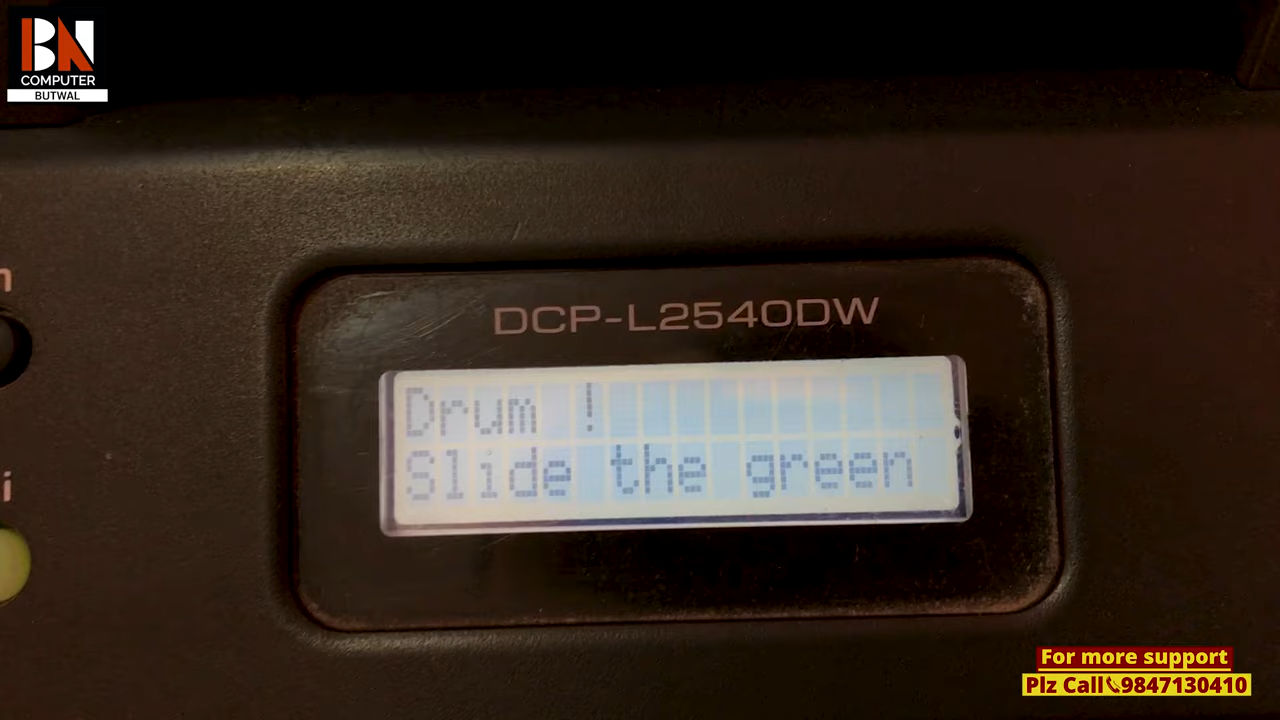 BN
COMPUTER
BUTWAL
DCP-L2540DW
Drum !
Slide the green
n
i
For more support
Plz Call 9847130410